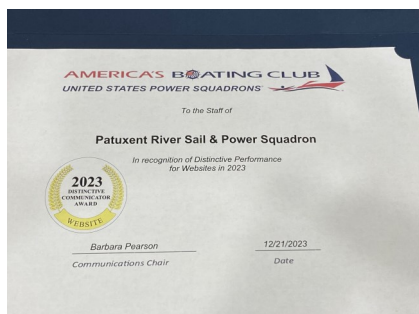 AMERICA'S BOATING CLUB
UNITED STATES POWER SQUADRONS
To the Staff of
Patuxent River Sail & Power Squadron
In recognition of Distinctive Performance
for Websites in 2023
2023
DISTINCTIVE
COMMUNICATOR
AWARD
WEBSITE
Barbara Pearson
12/21/2023
Communications Chair
Date